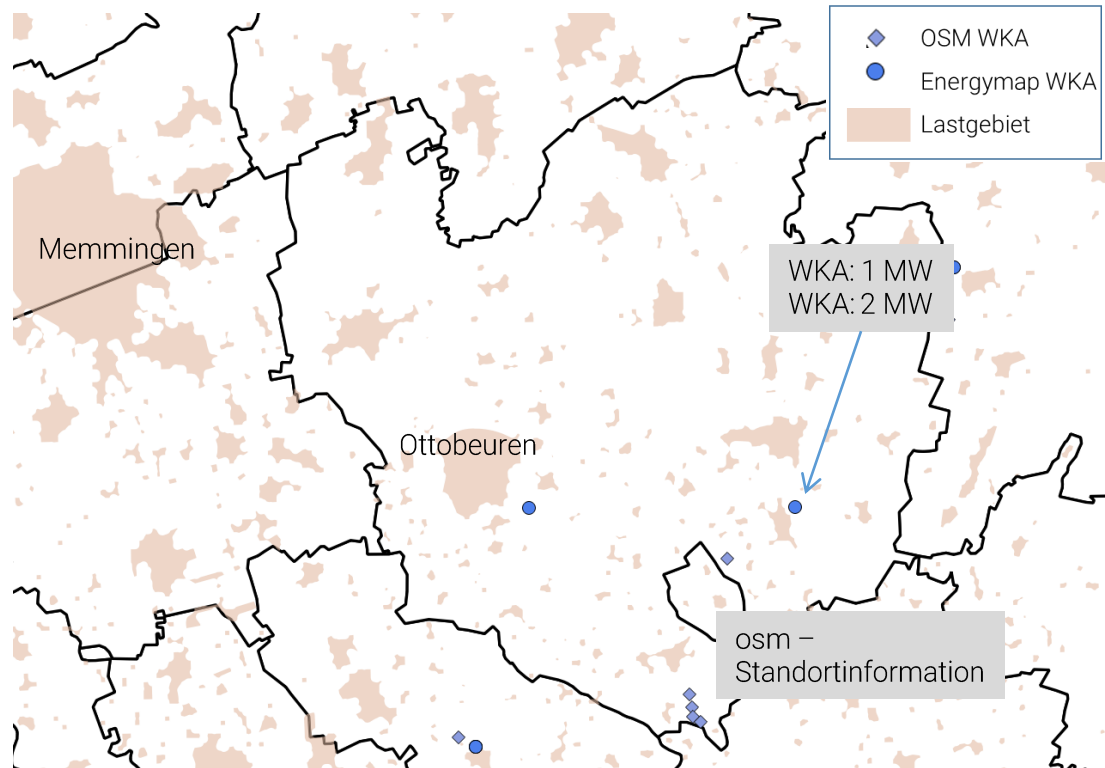 OSM WKA
Energymap WKA
Lastgebiet
Memmingen
WKA: 1 MW
WKA: 2 MW
Ottobeuren
osm –
Standortinformation